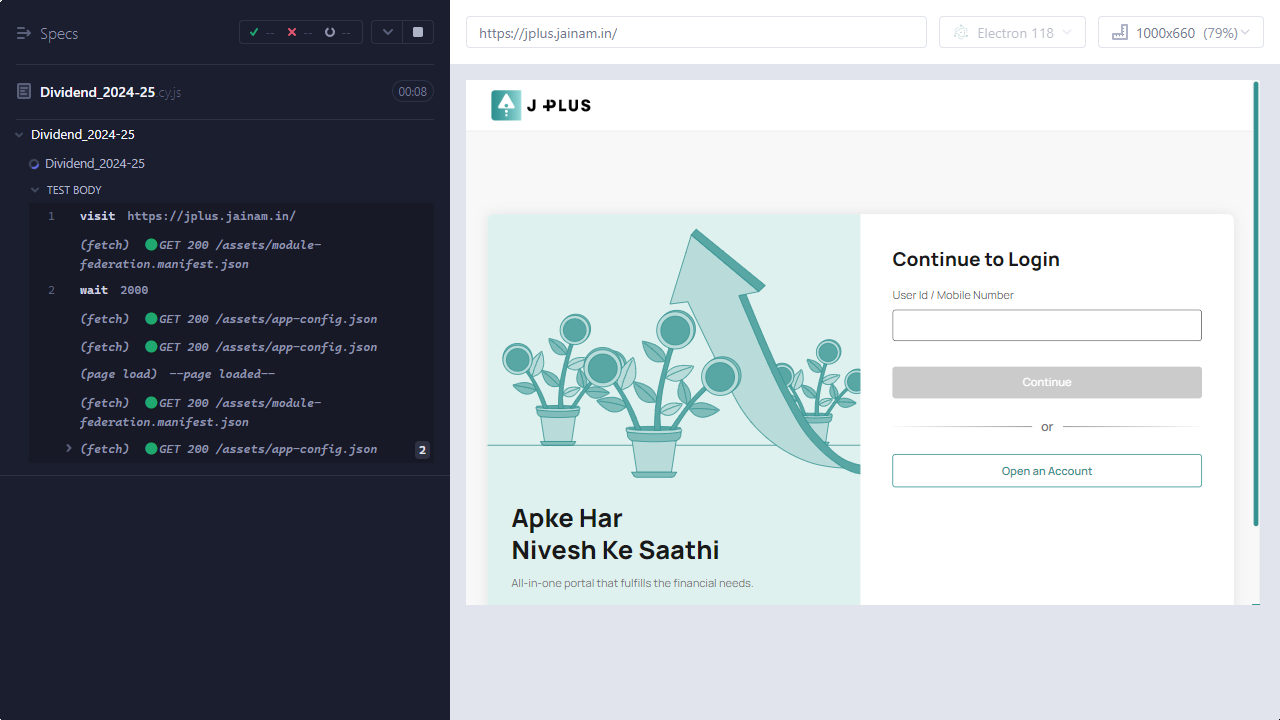 Specs
--
--
--
Dividend_2024-25.cy.js
00:08
Dividend_2024-25
Dividend_2024-25
TEST BODY
1 visit https://jplus.jainam.in/
(fetch) GET 200 /assets/module-
federation.manifest.json
2 wait 2000
(fetch) GET 200 /assets/app-config.json
(fetch) GET 200 /assets/app-config.json
(page load) --page loaded--
(fetch) GET 200 /assets/module-
federation.manifest.json
(fetch) GET 200 /assets/app-config.json 2
https://jplus.jainam.in/
Electron 118
1000x660 (79%)
J PLUS
Apke Har
Nivesh Ke Saathi
All-in-one portal that fulfills the financial needs.
Continue to Login
User Id / Mobile Number
Continue
or
Open an Account